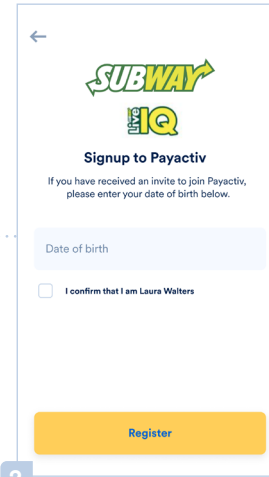 SUBWAY
Live IQ
Signup to Payactiv
If you have received an invite to join Payactiv,
please enter your date of birth below.
Date of birth
I confirm that I am Laura Walters
Register